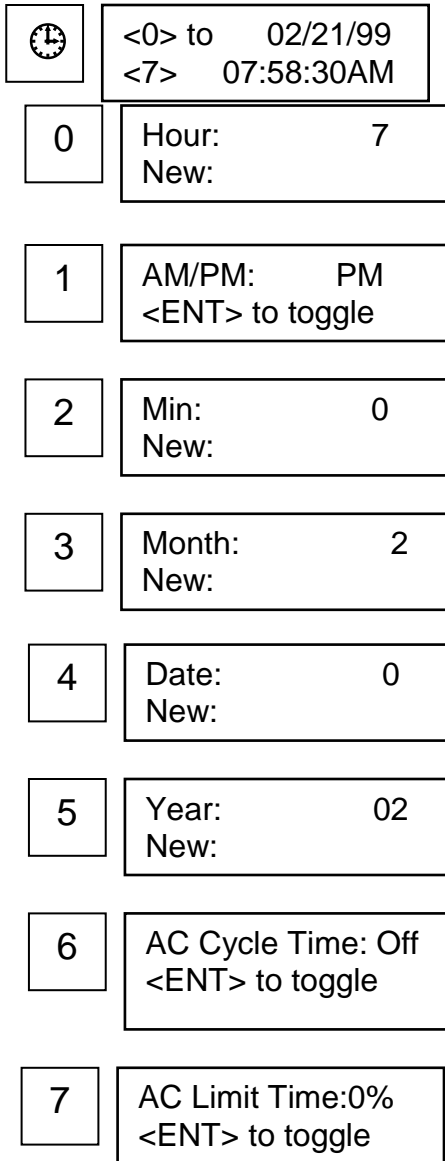 <0> to 02/21/99
<7> 07:58:30AM
0
Hour: 7
New:
1
AM/PM: PM
<ENT> to toggle
2
Min: 0
New:
3
Month: 2
New:
4
Date: 0
New:
5
Year: 02
New:
6
AC Cycle Time: Off
<ENT> to toggle
7
AC Limit Time:0%
<ENT> to toggle